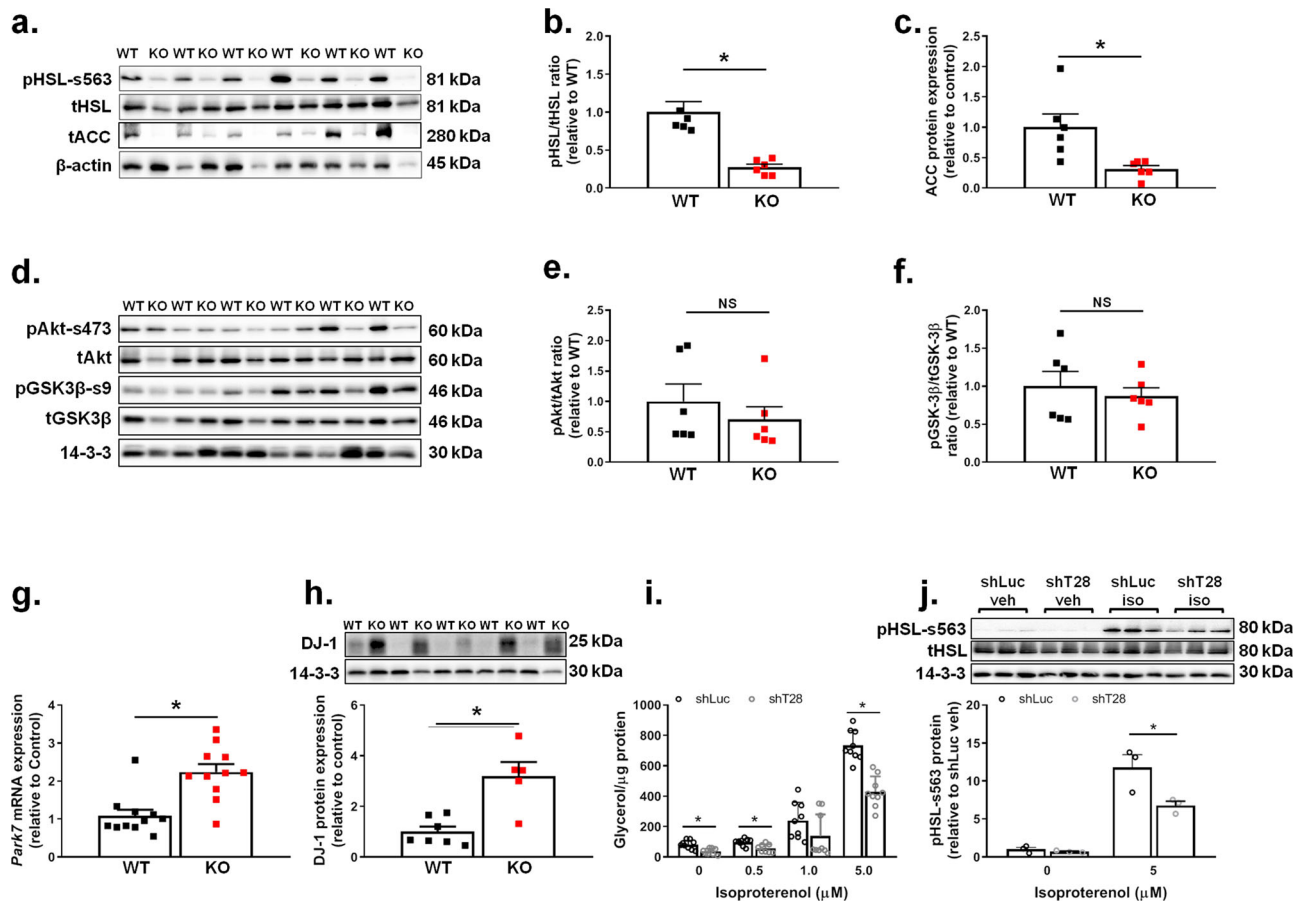 a.
WT KO WT KO WT KO WT KO WT KO WT KO
pHSL-s563 81 kDa
tHSL 81 kDa
tACC 280 kDa
β-actin 45 kDa
b.
pHSL/tHSL ratio
(relative to WT)
2.0
1.5
1.0
0.5
0.0
*
WT KO
c.
ACC protein expression
(relative to control)
2.5
2.0
1.5
1.0
0.5
0.0
*
WT KO
d.
WT KO WT KO WT KO WT KO WT KO WT KO
pAkt-s473 60 kDa
tAkt 60 kDa
pGSK3β-s9 46 kDa
tGSK3β 46 kDa
14-3-3 30 kDa
e.
pAkt/tAkt ratio
(relative to WT)
2.5
2.0
1.5
1.0
0.5
0.0
NS
WT KO
f.
pGSK-3β/tGSK-3β
ratio (relative to WT)
2.0
1.5
1.0
0.5
0.0
NS
WT KO
g.
Park7 mRNA expression
(relative to Control)
4
3
2
1
0
*
WT KO
h.
WT KO WT KO WT KO WT KO WT KO
DJ-1 25 kDa
14-3-3 30 kDa
DJ-1 protein expression
(relative to control)
6
4
2
0
*
WT KO
i.
shLuc shT28
Glycerol/µg protien
1000
800
600
400
200
0
* * *
0 0.5 1.0 5.0
Isoproterenol (µM)
j.
shLuc shT28 shLuc shT28
veh veh iso iso
pHSL-s563 80 kDa
tHSL 80 kDa
14-3-3 30 kDa
shLuc shT28
pHSL-s563 protein
(relative to shLuc veh)
20
15
10
5
0
*
0 5
Isoproterenol (µM)